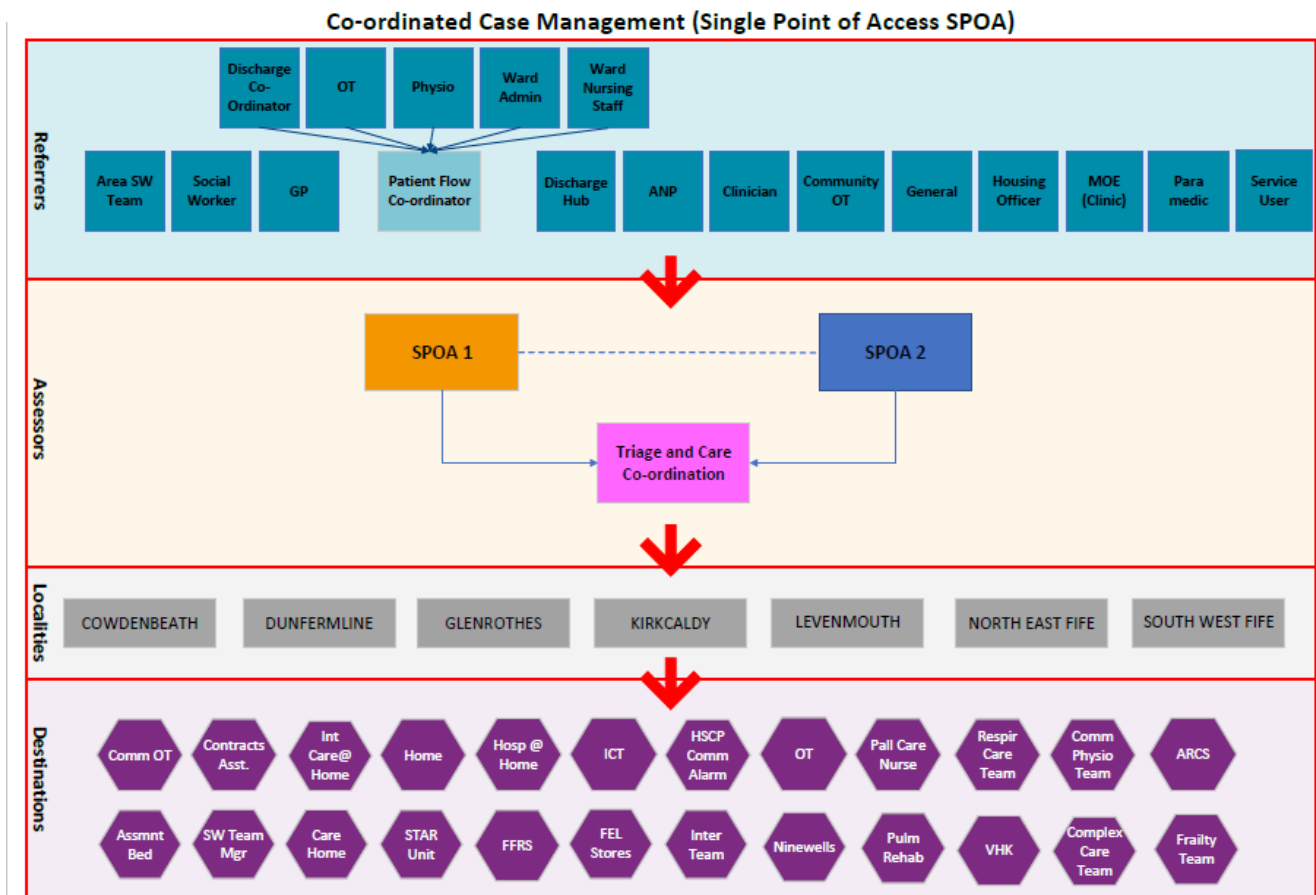 Co-ordinated Case Management (Single Point of Access SPOA)
Referrers
Discharge
Co-
Ordinator
OT
Physio
Ward
Admin
Ward
Nursing
Staff
Area SW
Team
Social
Worker
GP
Patient Flow
Co-ordinator
Discharge
Hub
ANP
Clinician
Community
OT
General
Housing
Officer
MOE
(Clinic)
Para
medic
Service
User
Assessors
SPOA 1
SPOA 2
Triage and Care
Co-ordination
Localities
COWDENBEATH
DUNFERMLINE
GLENROTHES
KIRKCALDY
LEVENMOUTH
NORTH EAST FIFE
SOUTH WEST FIFE
Destinations
Comm OT
Contracts
Asst.
Int
Care@
Home
Home
Hosp @
Home
ICT
HSCP
Comm
Alarm
OT
Pall Care
Nurse
Respir
Care
Team
Comm
Physio
Team
ARCS
Assmnt
Bed
SW Team
Mgr
Care
Home
STAR
Unit
FFRS
FEL
Stores
Inter
Team
Ninewells
Pulm
Rehab
VHK
Complex
Care
Team
Frailty
Team